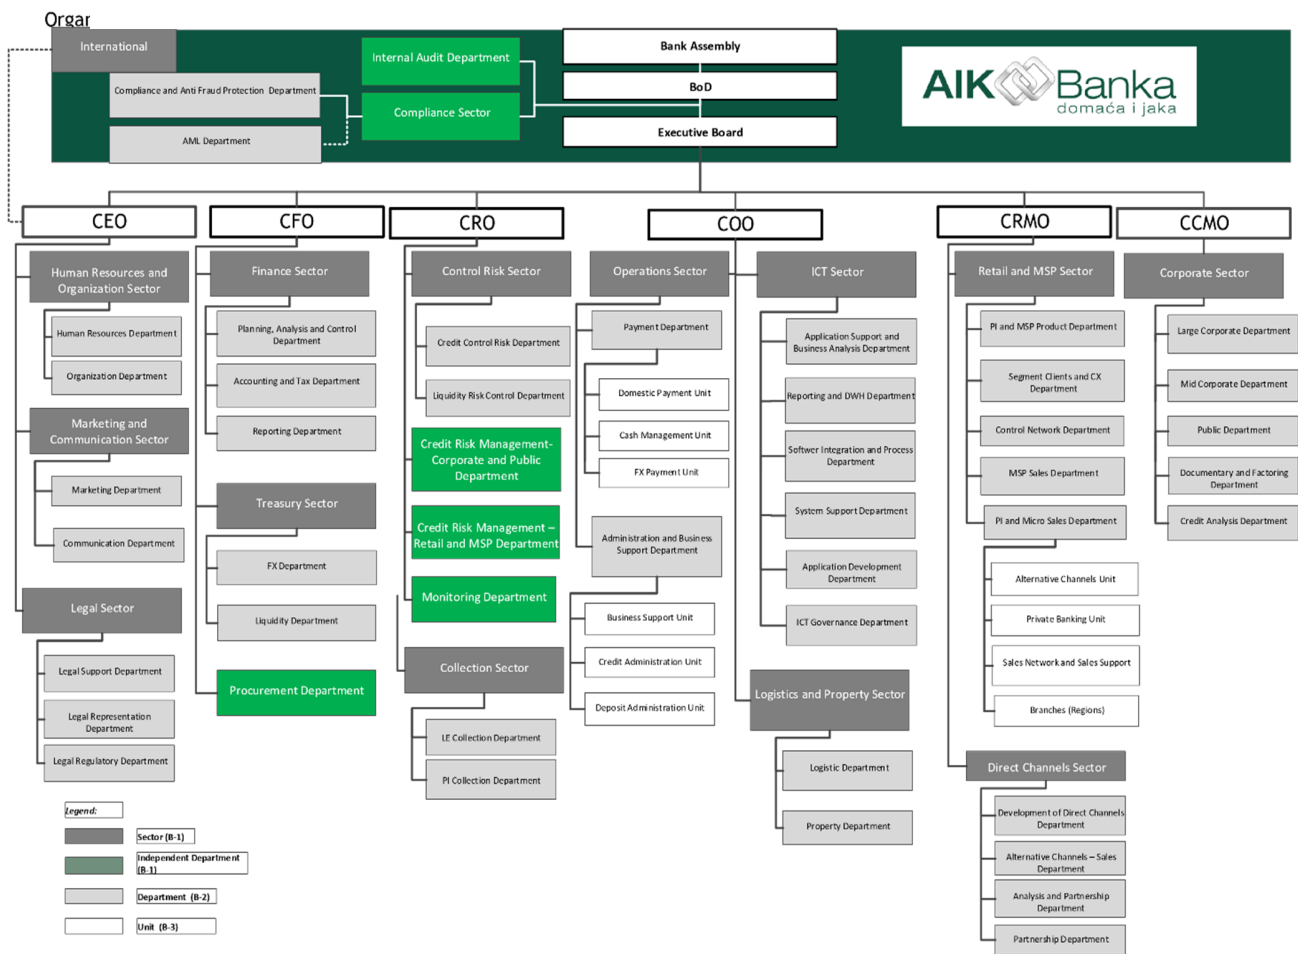 Orgar
International
Internal Audit Department
Bank Assembly
AIK Banka
domaća i jaka
Compliance and Anti Fraud Protection Department
BoD
Compliance Sector
AML Department
Executive Board
CEO
CFO
CRO
COO
CRMO
CCMO
Human Resources and
Organization Sector
Human Resources Department
Organization Department
Marketing and
Communication Sector
Marketing Department
Communication Department
Legal Sector
Legal Support Department
Legal Representation
Department
Legal Regulatory Department
Finance Sector
Planning, Analysis and Control
Department
Accounting and Tax Department
Reporting Department
Treasury Sector
FX Department
Liquidity Department
Procurement Department
Control Risk Sector
Credit Control Risk Department
Liquidity Risk Control Department
Credit Risk Management-
Corporate and Public
Department
Credit Risk Management –
Retail and MSP Department
Monitoring Department
Collection Sector
LE Collection Department
PI Collection Department
Operations Sector
Payment Department
Domestic Payment Unit
Cash Management Unit
FX Payment Unit
Administration and Business
Support Department
Business Support Unit
Credit Administration Unit
Deposit Administration Unit
ICT Sector
Application Support and
Business Analysis Department
Reporting and DWH Department
Softwer Integration and Process
Department
System Support Department
Application Development
Department
ICT Governance Department
Logistics and Property Sector
Logistic Department
Property Department
Retail and MSP Sector
PI and MSP Product Department
Segment Clients and CX
Department
Control Network Department
MSP Sales Department
PI and Micro Sales Department
Alternative Channels Unit
Private Banking Unit
Sales Network and Sales Support
Branches (Regions)
Direct Channels Sector
Development of Direct Channels
Department
Alternative Channels – Sales
Department
Analysis and Partnership
Department
Partnership Department
Corporate Sector
Large Corporate Department
Mid Corporate Department
Public Department
Documentary and Factoring
Department
Credit Analysis Department
Legend:
Sector (B-1)
Independent Department
(B-1)
Department (B-2)
Unit (B-3)